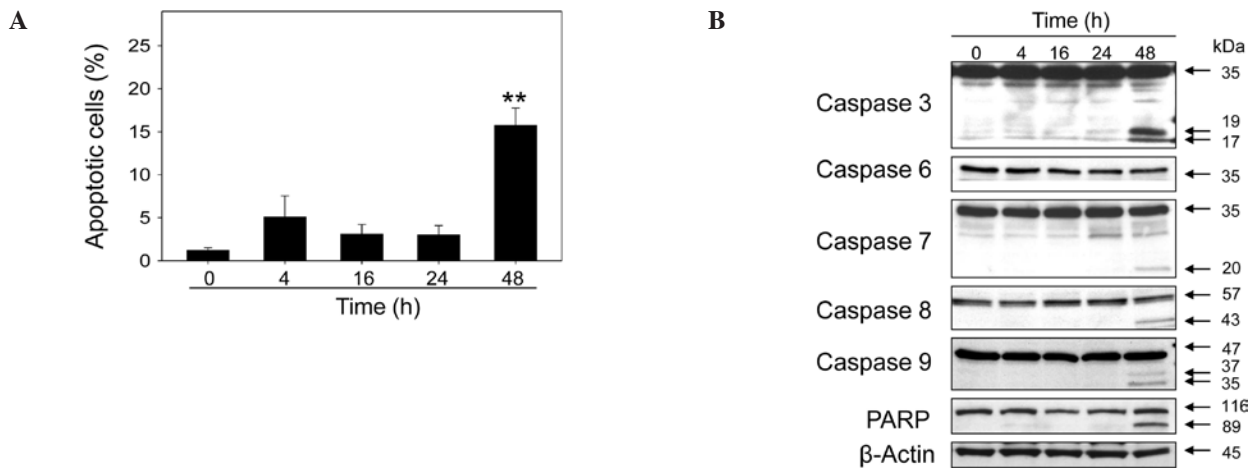 A
Apoptotic cells (%)
25
20
15
10
5
0
**
0 4 16 24 48
Time (h)
B
Time (h)
0 4 16 24 48 kDa
Caspase 3
35
19
17
Caspase 6
35
Caspase 7
35
20
Caspase 8
57
43
Caspase 9
47
37
35
PARP
116
89
β-Actin
45